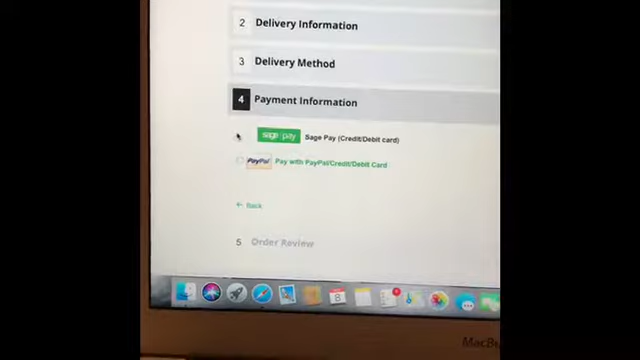 2 Delivery Information
3 Delivery Method
4 Payment Information
sage pay Sage Pay (Credit/Debit card)
PayPal Pay with PayPal/Credit/Debit Card
← Back
5 Order Review
8